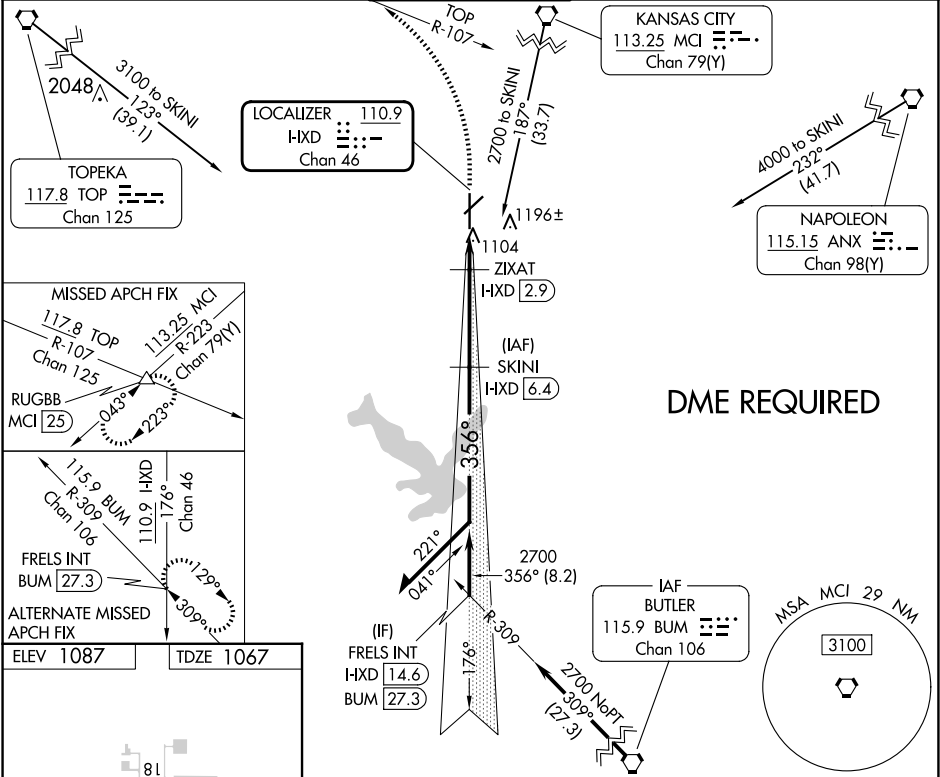 TOP
R-107
KANSAS CITY
113.25 MCI
Chan 79(Y)
3100 to SKINI
123°
(39.1)
2048
LOCALIZER 110.9
I-IXD
Chan 46
2700 to SKINI
187°
(33.7)
4000 to SKINI
232°
(41.7)
TOPEKA
117.8 TOP
Chan 125
NAPOLEON
115.15 ANX
Chan 98(Y)
1196±
1104
ZIXAT
I-IXD 2.9
MISSED APCH FIX
117.8 TOP
R-107
Chan 125
113.25 MCI
R-223
Chan 79(Y)
RUGBB
MCI 25
043°
223°
(IAF)
SKINI
I-IXD 6.4
DME REQUIRED
356°
115.9 BUM
R-309
Chan 106
110.9 I-IXD
176°
Chan 46
FRELS INT
BUM 27.3
129°
309°
ALTERNATE MISSED
APCH FIX
221°
041°
2700
356° (8.2)
(IF)
FRELS INT
I-IXD 14.6
BUM 27.3
R-309
176°
IAF
BUTLER
115.9 BUM
Chan 106
2700 NoPT
309°
(27.3)
MSA MCI 29 NM
3100
ELEV 1087
TDZE 1067
18